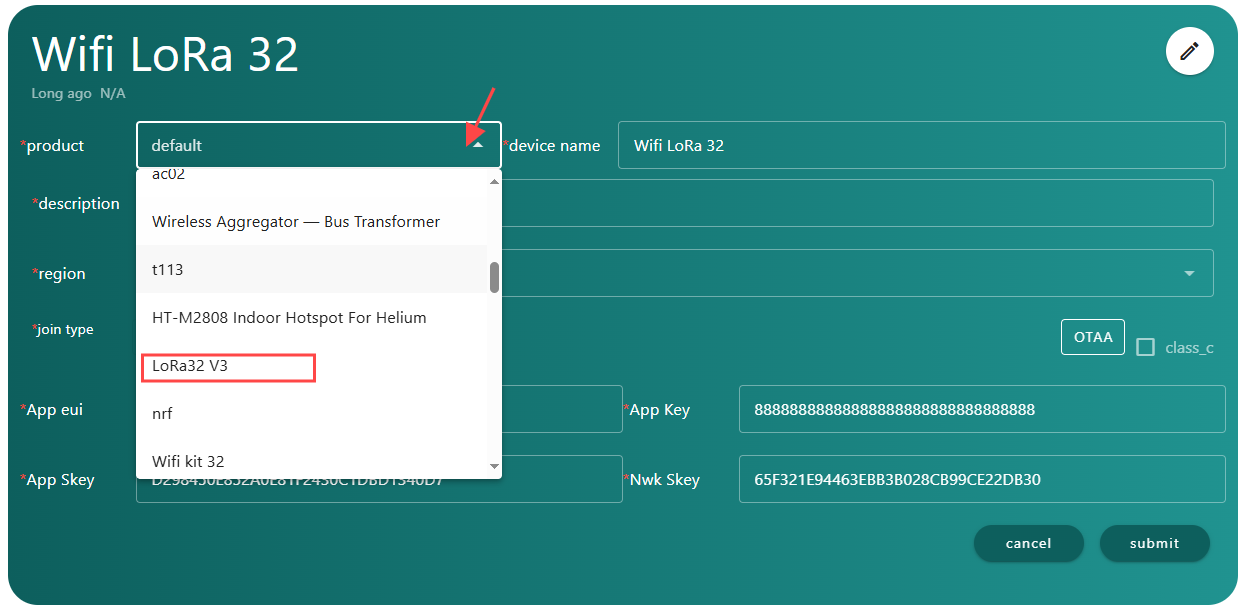 Wifi LoRa 32
Long ago N/A
*product default *device name Wifi LoRa 32
ac02
*description
Wireless Aggregator — Bus Transformer
t113
*region
HT-M2808 Indoor Hotspot For Helium
*join type
OTAA class_c
LoRa32 V3
nrf
*App eui *App Key 88888888888888888888888888888888
Wifi kit 32
*App Skey *Nwk Skey 65F321E94463EBB3B028CB99CE22DB30
cancel submit